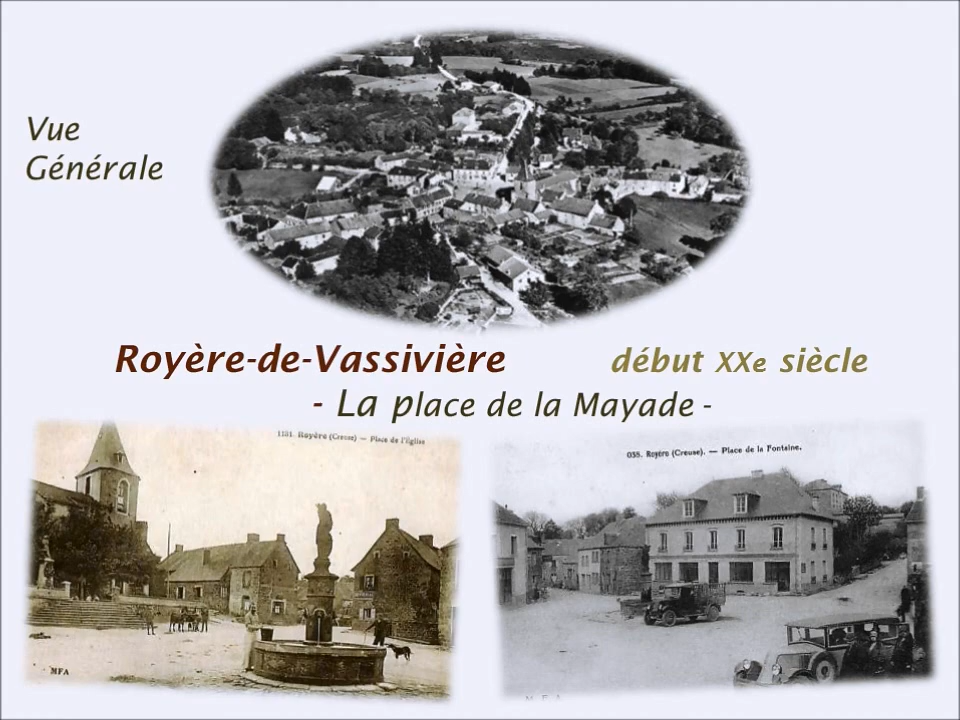 Vue
Générale
Royère-de-Vassivière début XXe siècle
- La place de la Mayade -
1131. Royère (Creuse) — Place de l'Eglise
035. Royère (Creuse). — Place de la Fontaine.
MFA